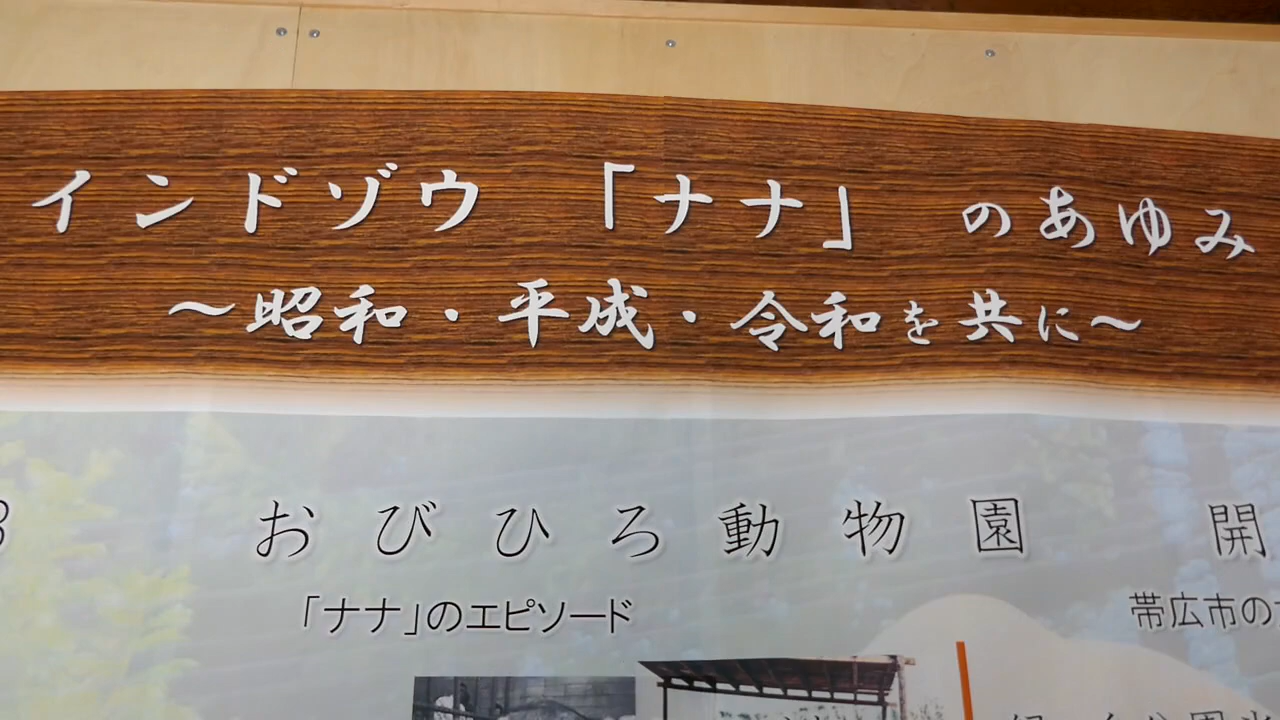 インドゾウ「ナナ」のあゆみ
～昭和・平成・令和を共に～
おびひろ動物園 開
「ナナ」のエピソード
帯広市の